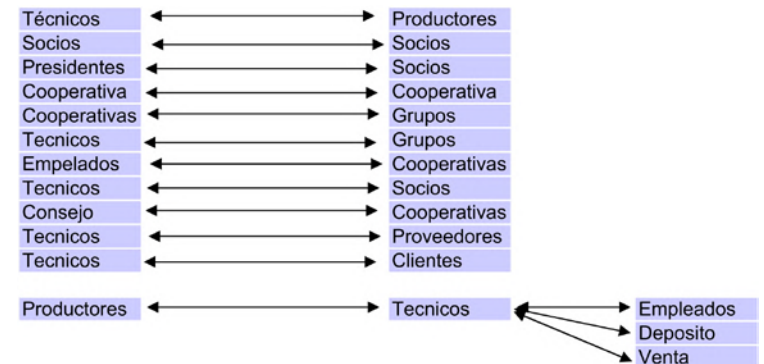 Técnicos Productores
Socios Socios
Presidentes Socios
Cooperativa Cooperativa
Cooperativas Grupos
Tecnicos Grupos
Empelados Cooperativas
Tecnicos Socios
Consejo Cooperativas
Tecnicos Proveedores
Tecnicos Clientes
Productores Tecnicos Empleados
Deposito
Venta